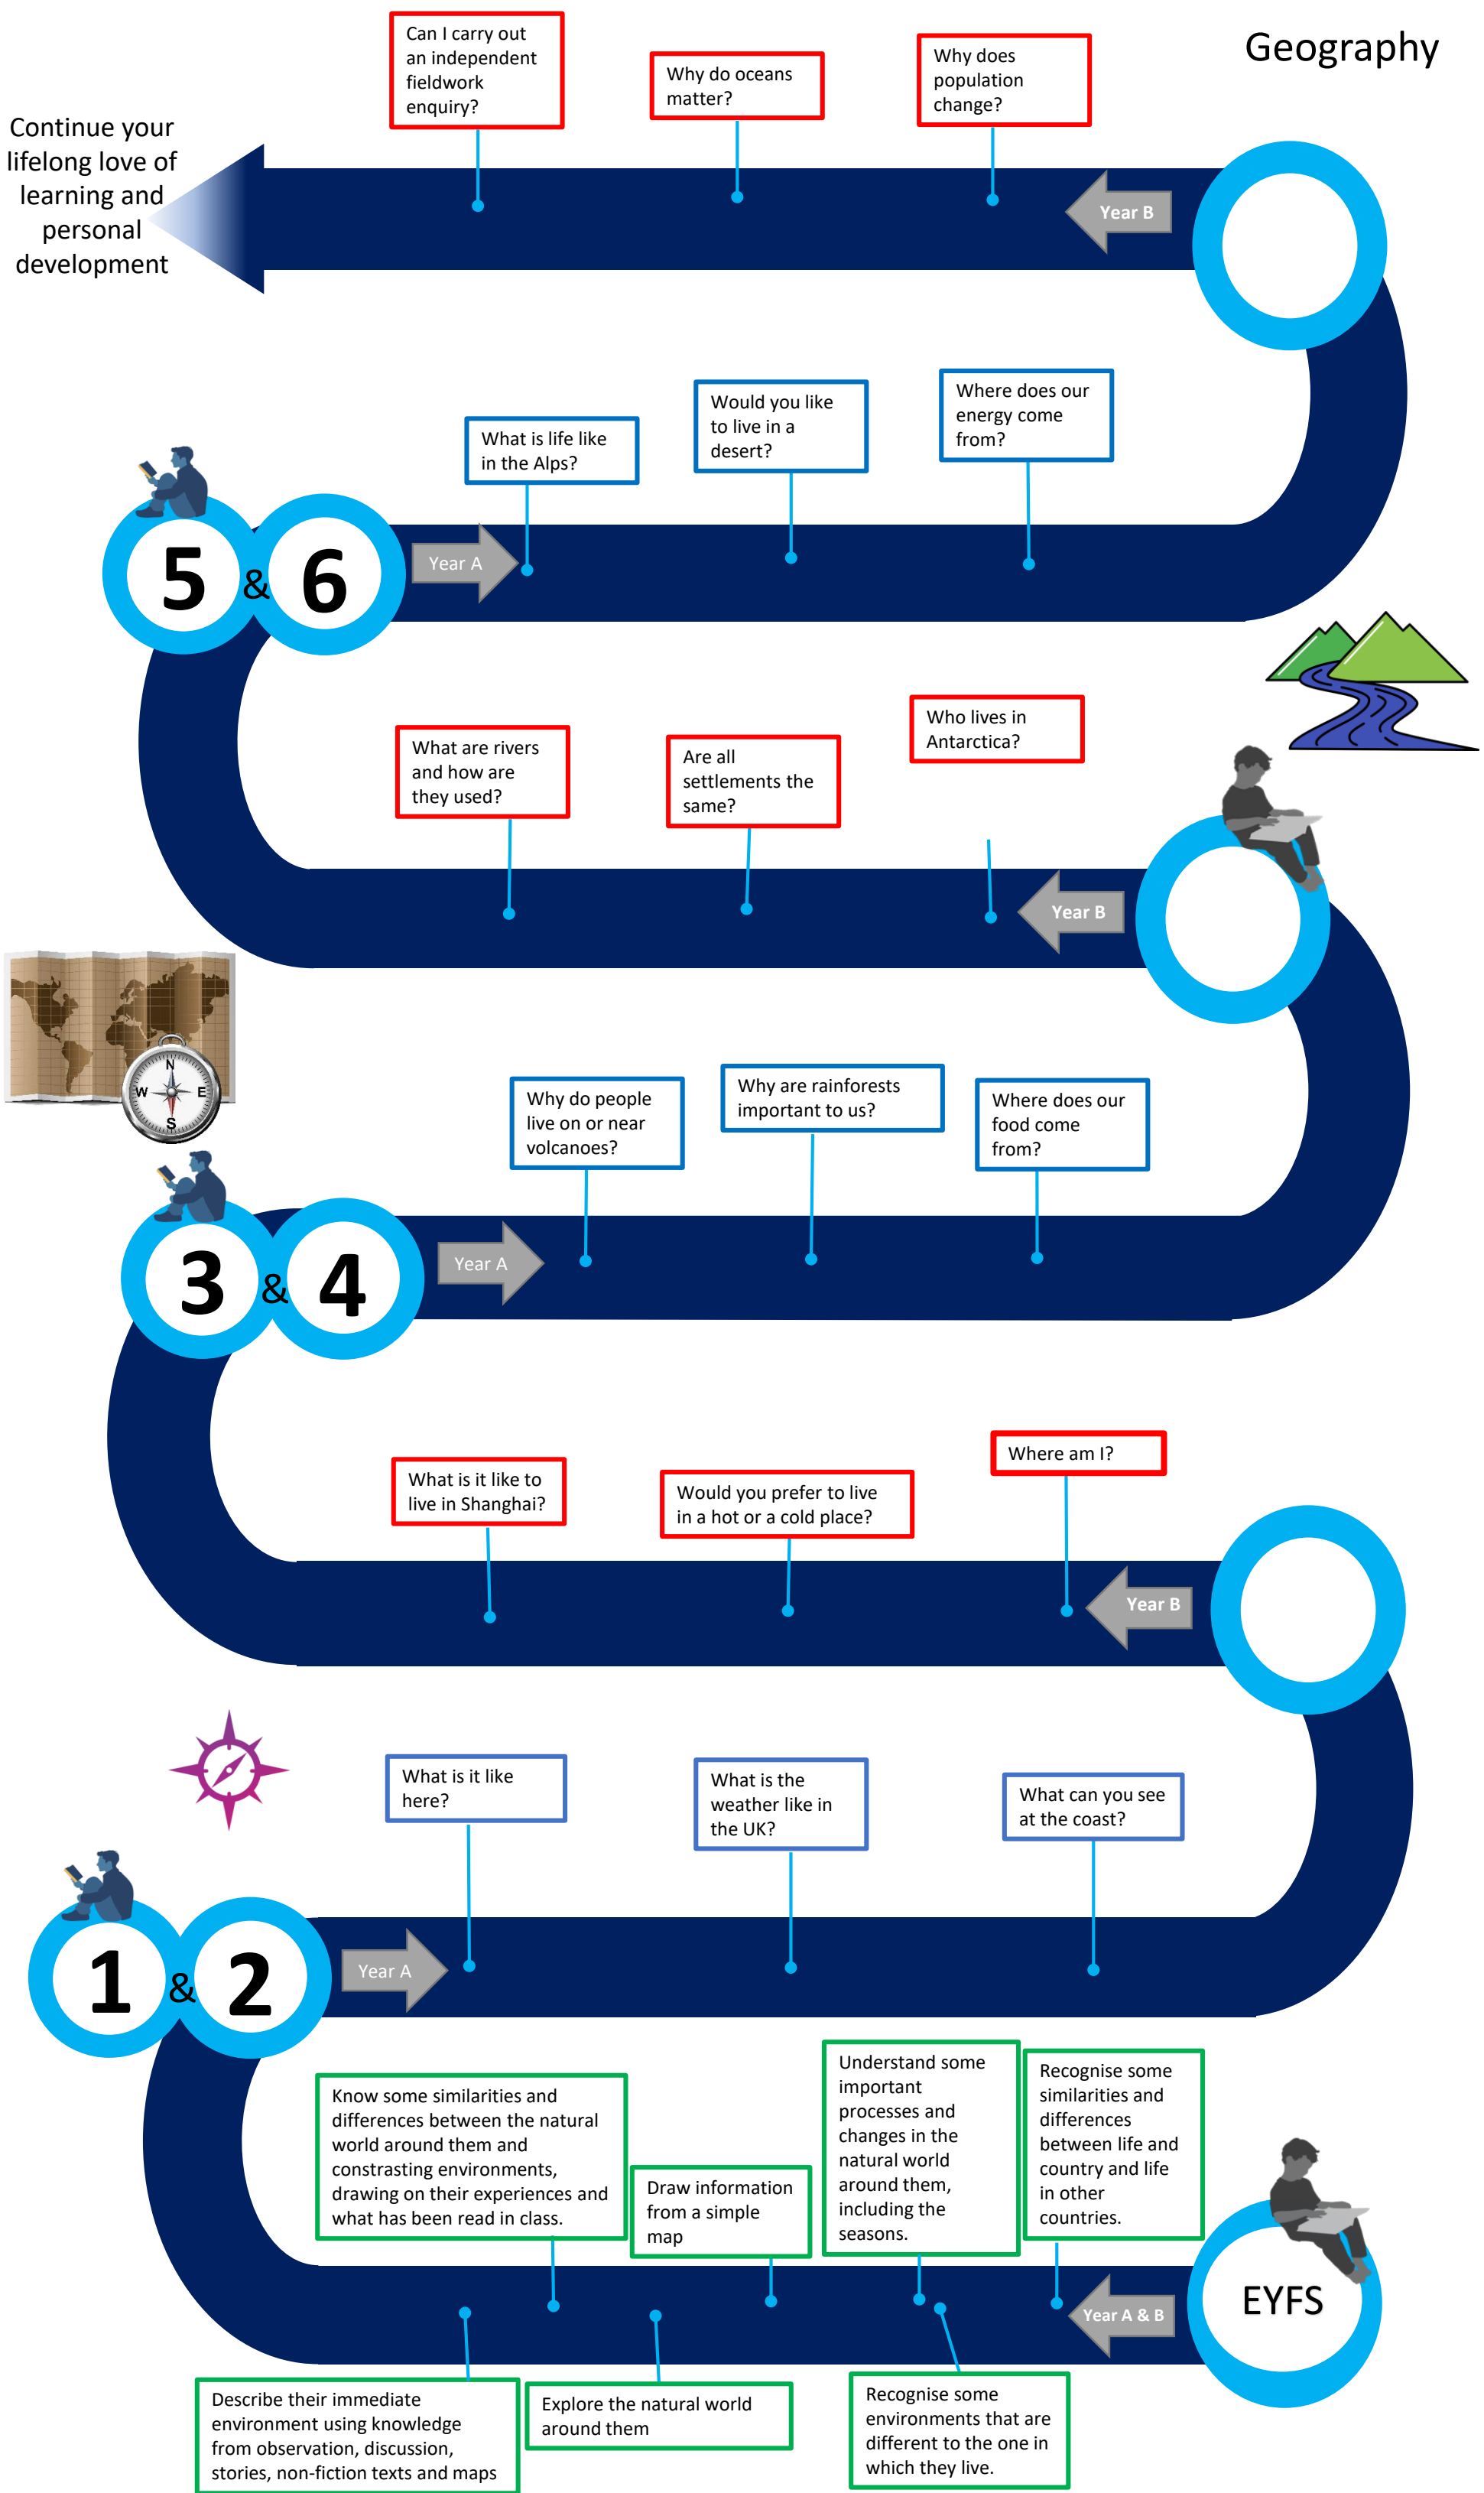 Geography
Can I carry out
an independent
fieldwork
enquiry?
Why do oceans
matter?
Why does
population
change?
Continue your
lifelong love of
learning and
personal
development
Year B
What is life like
in the Alps?
Would you like
to live in a
desert?
Where does our
energy come
from?
5 & 6
Year A
What are rivers
and how are
they used?
Are all
settlements the
same?
Who lives in
Antarctica?
Year B
N
W E
S
Why do people
live on or near
volcanoes?
Why are rainforests
important to us?
Where does our
food come
from?
3 & 4
Year A
What is it like to
live in Shanghai?
Would you prefer to live
in a hot or a cold place?
Where am I?
Year B
What is it like
here?
What is the
weather like in
the UK?
What can you see
at the coast?
1 & 2
Year A
Know some similarities and
differences between the natural
world around them and
constrasting environments,
drawing on their experiences and
what has been read in class.
Draw information
from a simple
map
Understand some
important
processes and
changes in the
natural world
around them,
including the
seasons.
Recognise some
similarities and
differences
between life and
country and life
in other
countries.
Year A & B
EYFS
Describe their immediate
environment using knowledge
from observation, discussion,
stories, non-fiction texts and maps
Explore the natural world
around them
Recognise some
environments that are
different to the one in
which they live.